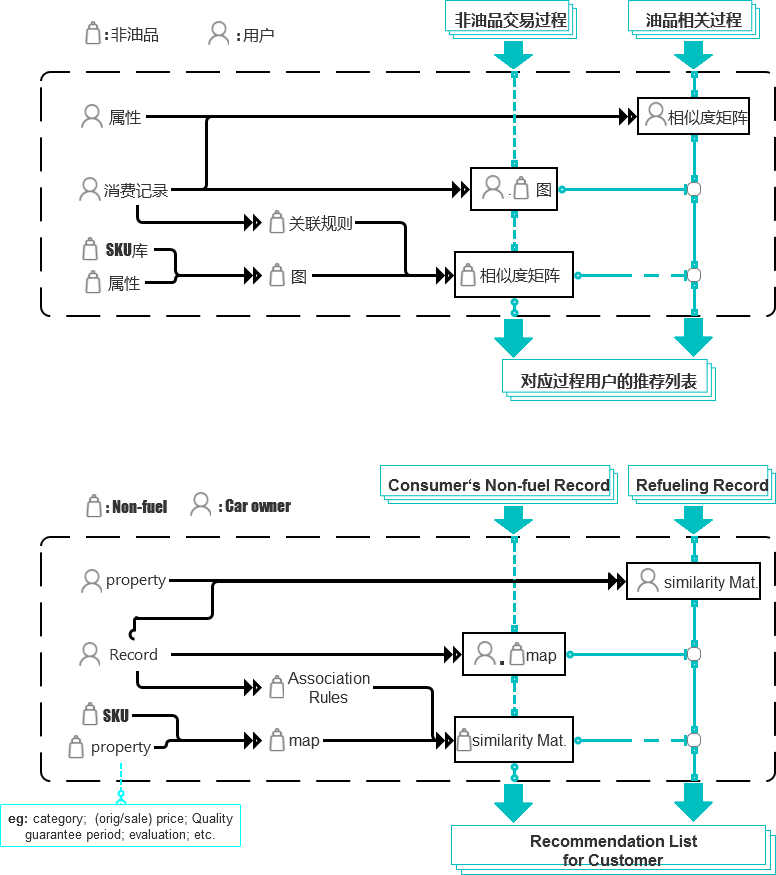 非油品交易过程
油品相关过程
:非油品
:用户
属性
相似度矩阵
消费记录
. 图
关联规则
SKU库
属性
图
相似度矩阵
对应过程用户的推荐列表
Consumer‘s Non-fuel Record
Refueling Record
: Non-fuel
: Car owner
property
similarity Mat.
Record
. map
Association
Rules
SKU
property
map
similarity Mat.
eg: category; (orig/sale) price; Quality
guarantee period; evaluation; etc.
Recommendation List
for Customer